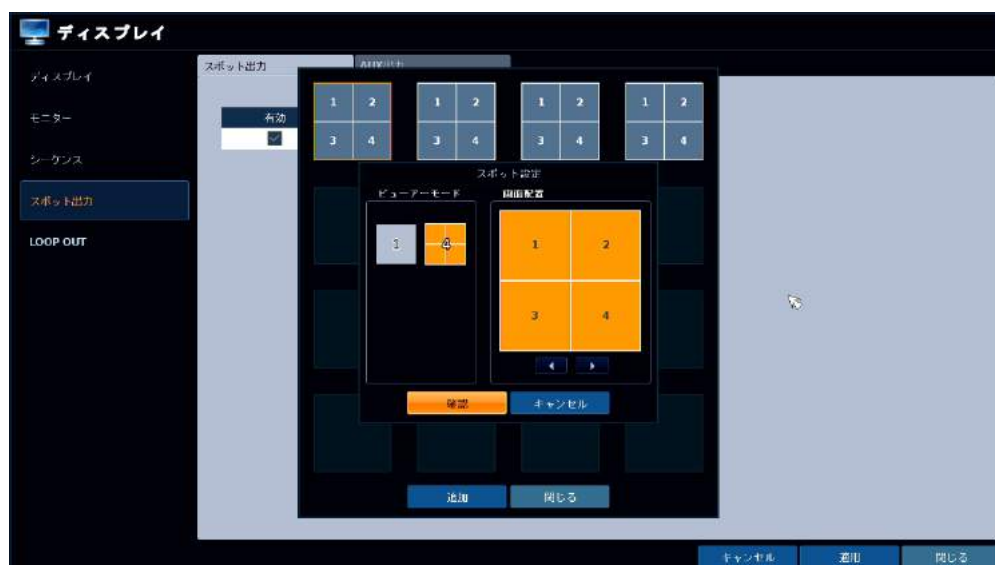 ディスプレイ
ディスプレイ
モニター
シーケンス
スポット出力
LOOP OUT
スポット出力
AUX出力
有効
1 2 1 2 1 2 1 2
3 4 3 4 3 4 3 4
スポット設定
ビューアーモード
画面配置
1 4
1 2
3 4
確認 キャンセル
追加 閉じる
キャンセル 適用 閉じる